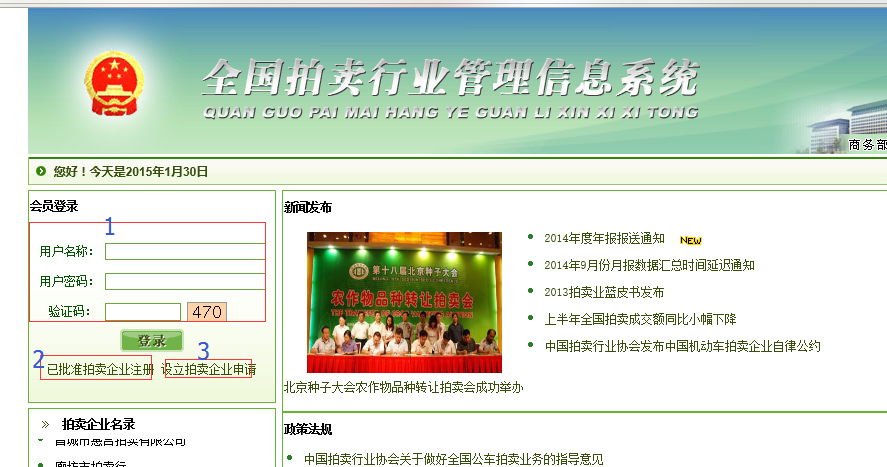 全国拍卖行业管理信息系统
QUAN GUO PAI MAI HANG YE GUAN LI XIN XI XI TONG
商务部
您好！今天是2015年1月30日
会员登录
1
用户名称：
用户密码：
验证码： 470
登录
2 3
已批准拍卖企业注册 设立拍卖企业申请
拍卖企业名录
廊坊市拍卖行
新闻发布
第十八届北京种子大会
农作物品种转让拍卖会
北京种子大会农作物品种转让拍卖会成功举办
2014年度年报报送通知 NEW
2014年9月份月报数据汇总时间延迟通知
2013拍卖业蓝皮书发布
上半年全国拍卖成交额同比小幅下降
中国拍卖行业协会发布中国机动车拍卖企业自律公约
政策法规
中国拍卖行业协会关于做好全国公车拍卖业务的指导意见